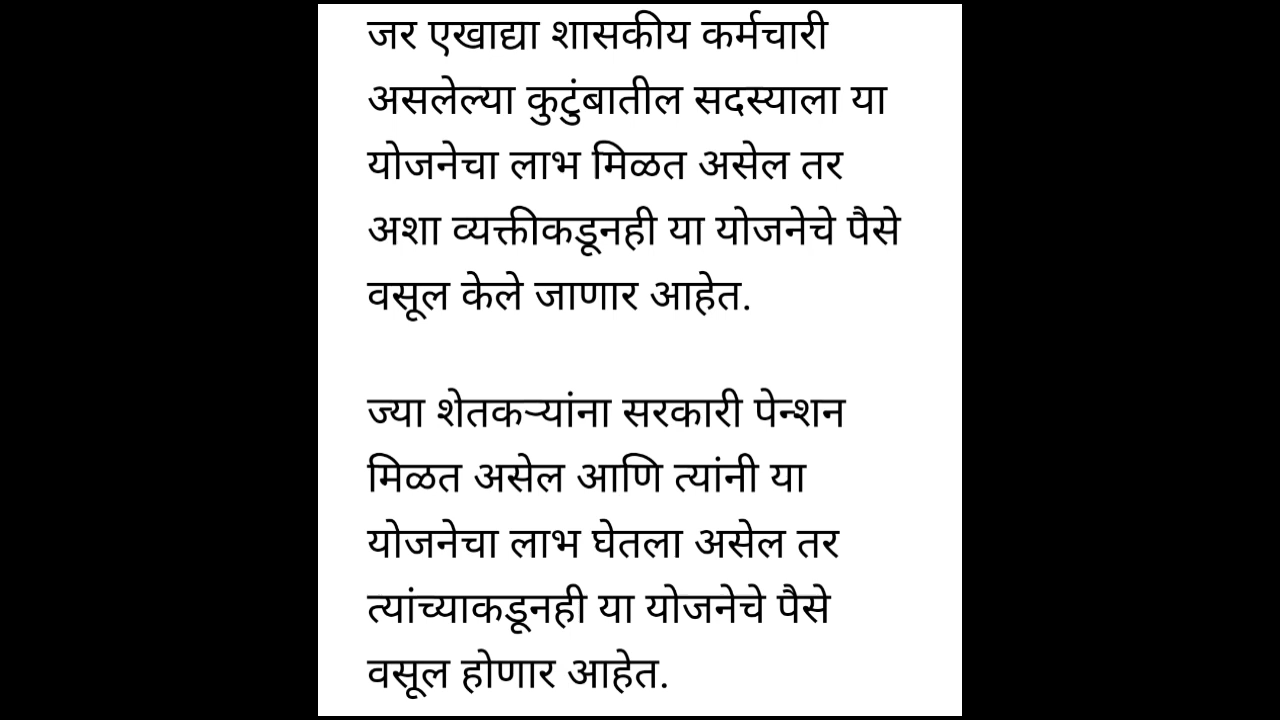 जर एखाद्या शासकीय कर्मचारी
असलेल्या कुटुंबातील सदस्याला या
योजनेचा लाभ मिळत असेल तर
अशा व्यक्तीकडूनही या योजनेचे पैसे
वसूल केले जाणार आहेत.
ज्या शेतकऱ्यांना सरकारी पेन्शन
मिळत असेल आणि त्यांनी या
योजनेचा लाभ घेतला असेल तर
त्यांच्याकडूनही या योजनेचे पैसे
वसूल होणार आहेत.